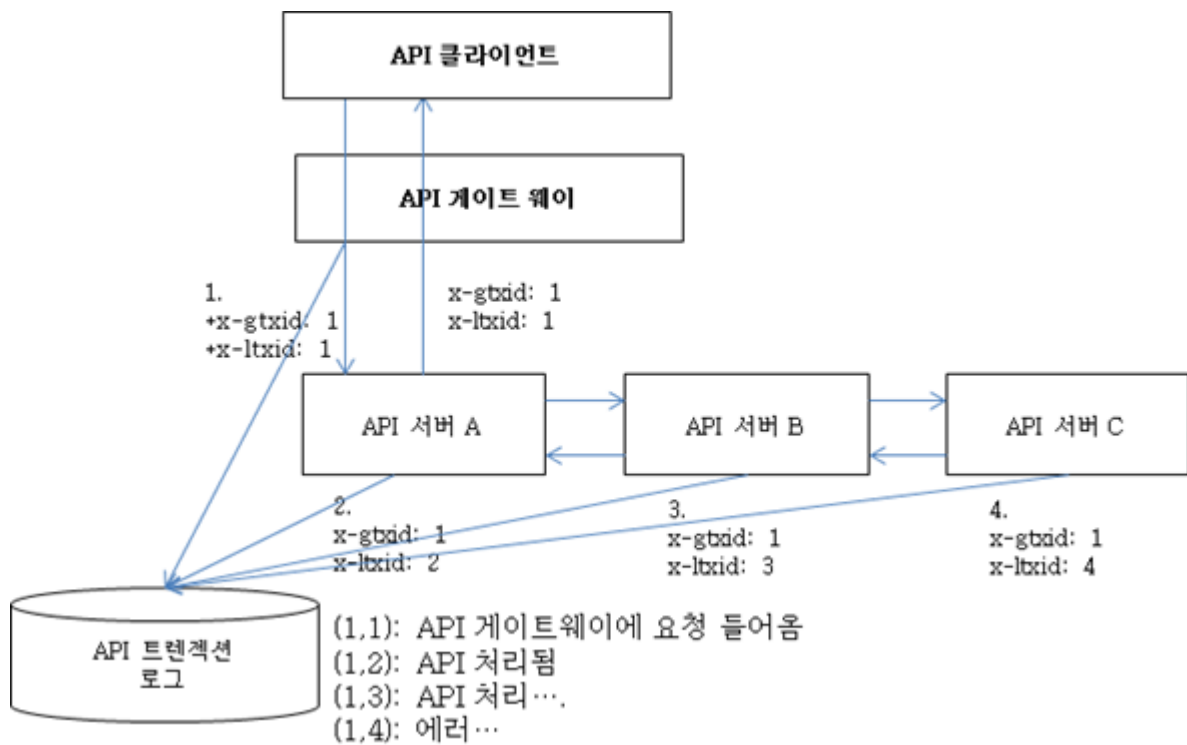 API 클라이언트
API 게이트 웨이
1.
+x-gtxid: 1
+x-ltxid: 1
x-gtxid: 1
x-ltxid: 1
API 서버 A
API 서버 B
API 서버 C
2.
x-gtxid: 1
x-ltxid: 2
3.
x-gtxid: 1
x-ltxid: 3
4.
x-gtxid: 1
x-ltxid: 4
API 트렌젝션
로그
(1,1): API 게이트웨이에 요청 들어옴
(1,2): API 처리됨
(1,3): API 처리….
(1,4): 에러…